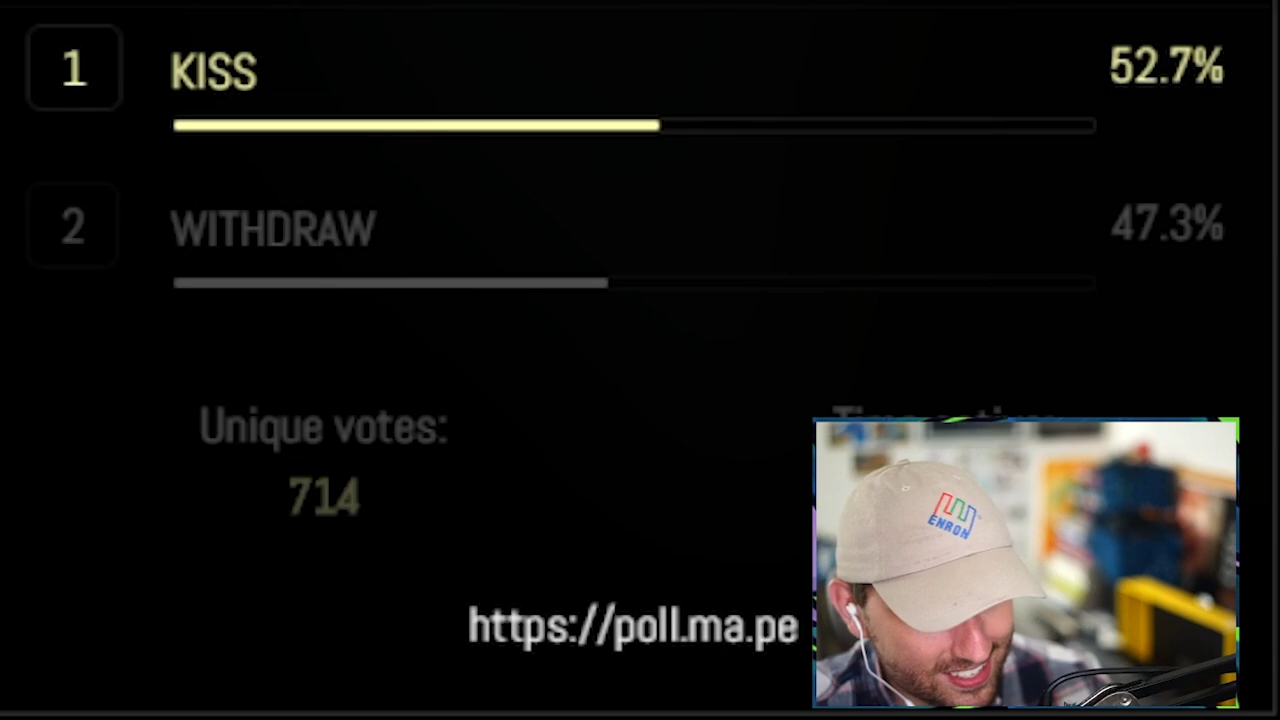 1
KISS
52.7%
2
WITHDRAW
47.3%
Unique votes:
714
https://poll.ma.pe
ENRON